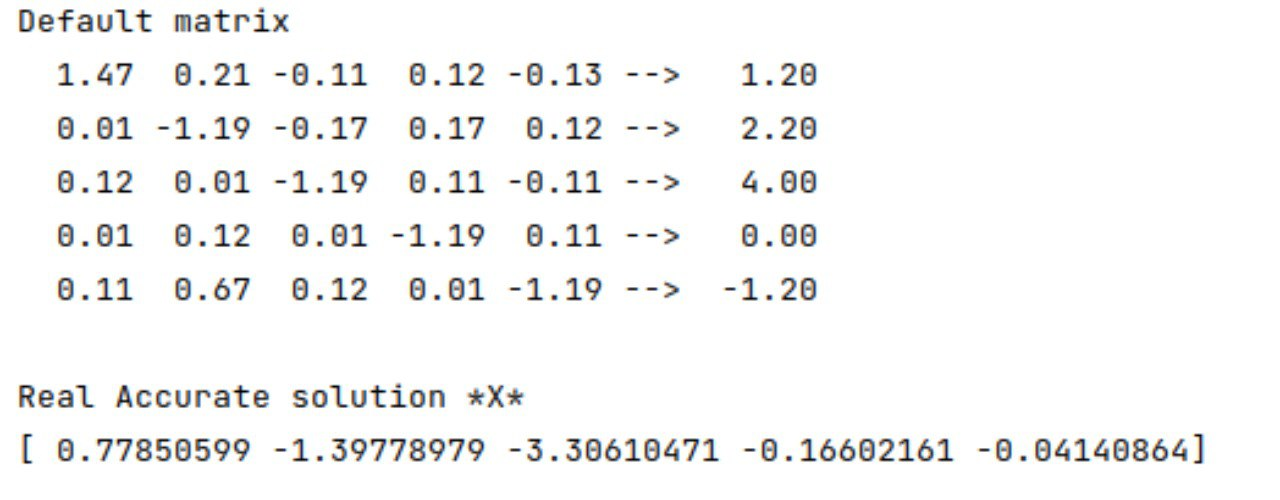 Default matrix
1.47 0.21 -0.11 0.12 -0.13 --> 1.20
0.01 -1.19 -0.17 0.17 0.12 --> 2.20
0.12 0.01 -1.19 0.11 -0.11 --> 4.00
0.01 0.12 0.01 -1.19 0.11 --> 0.00
0.11 0.67 0.12 0.01 -1.19 --> -1.20
Real Accurate solution *X*
[ 0.77850599 -1.39778979 -3.30610471 -0.16602161 -0.04140864]